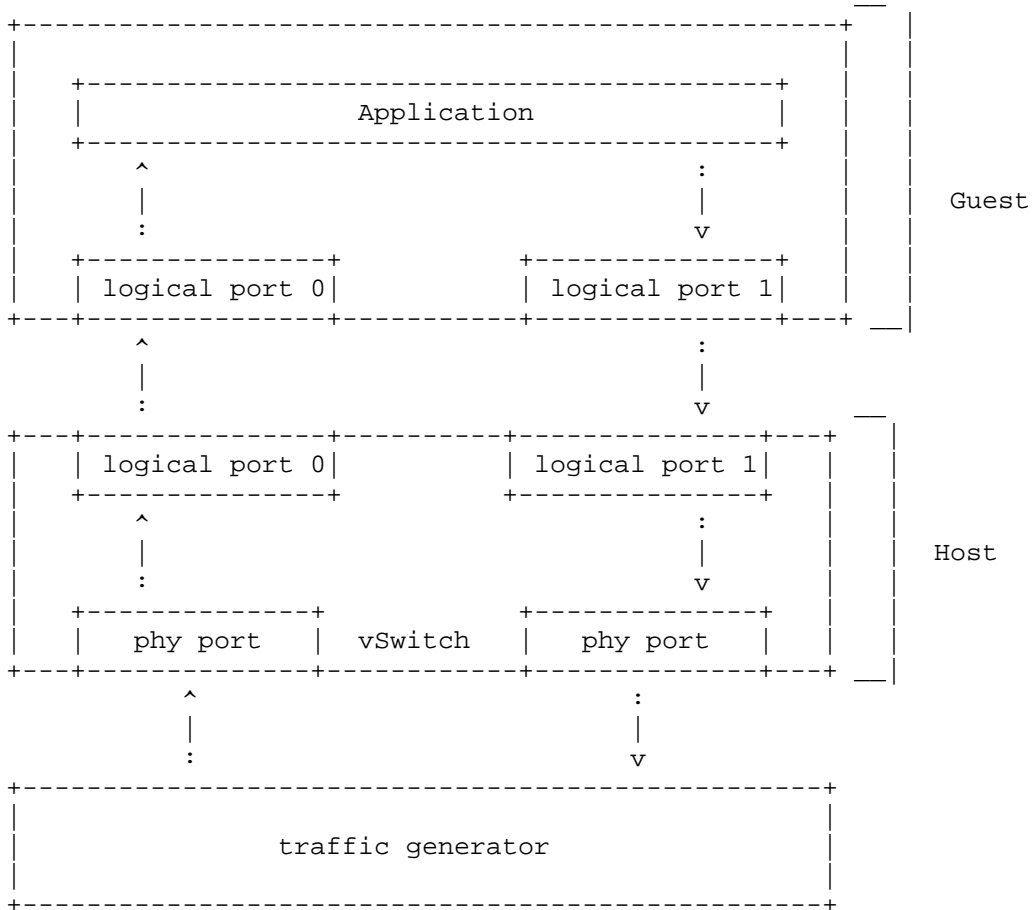 Application
Guest
logical port 0 logical port 1
logical port 0 logical port 1
Host
phy port vSwitch phy port
traffic generator